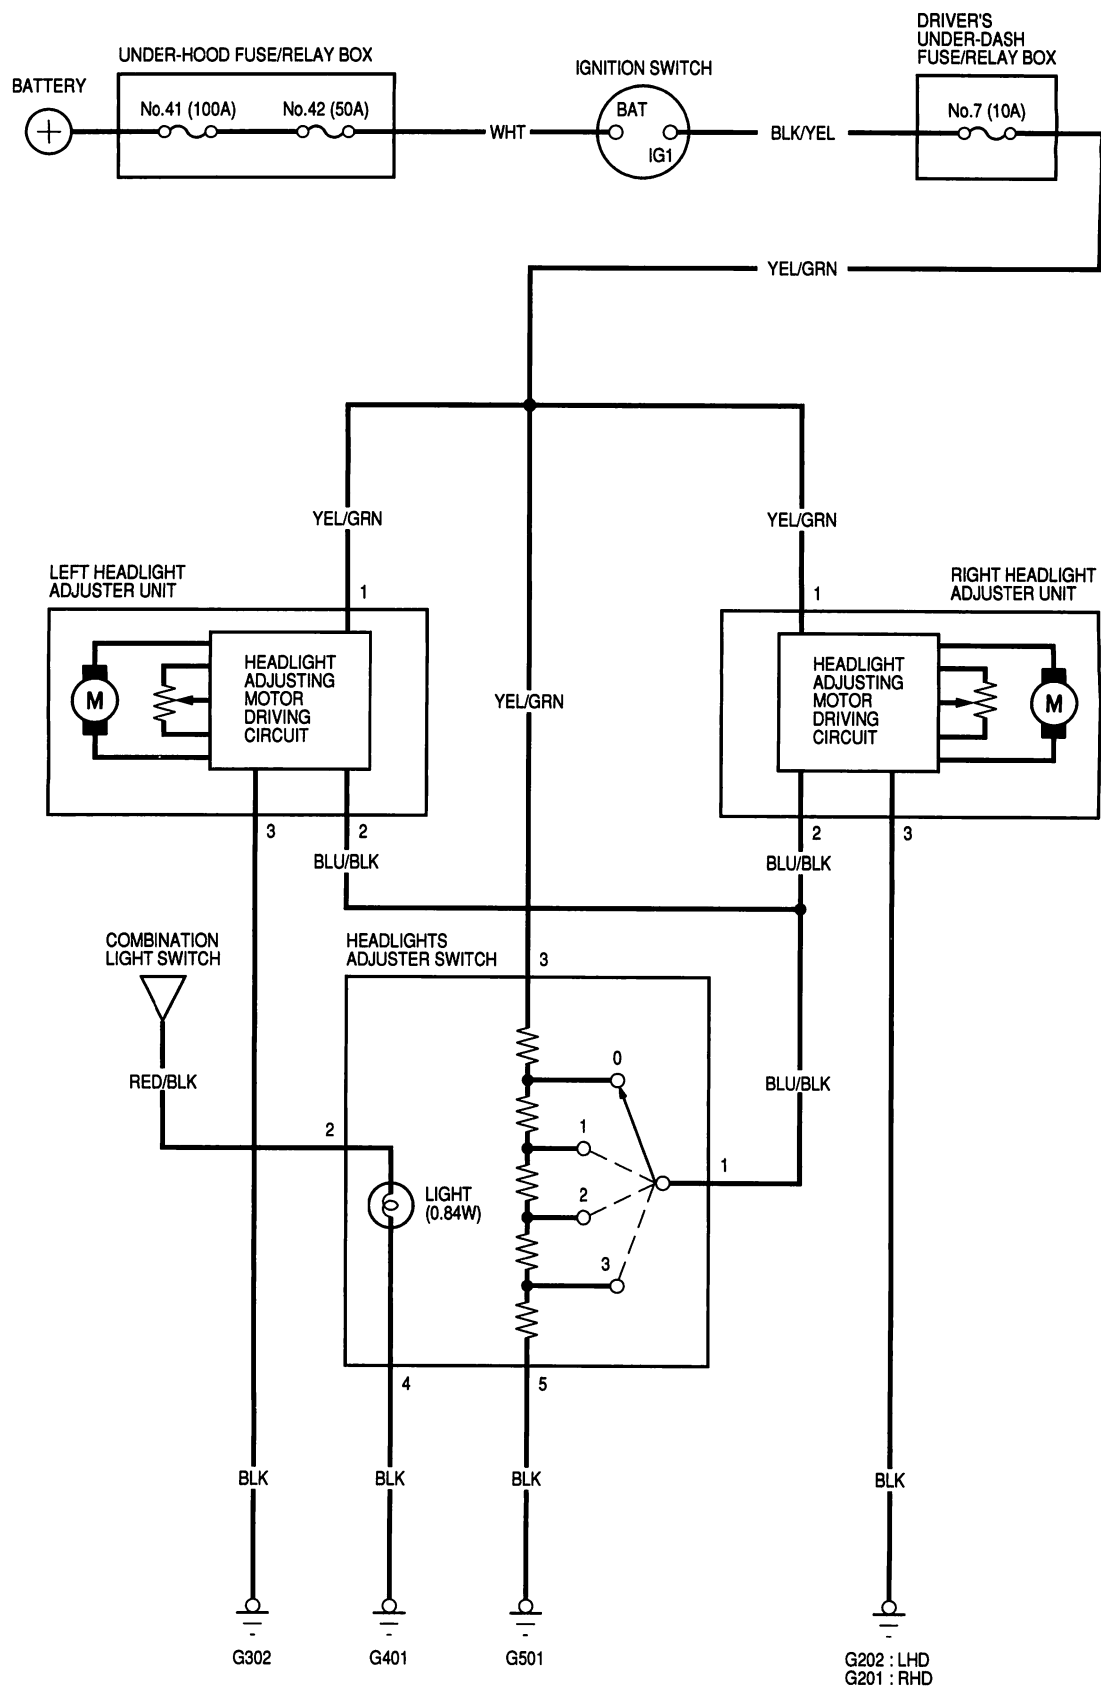 DRIVER'S
UNDER-DASH
FUSE/RELAY BOX
UNDER-HOOD FUSE/RELAY BOX
IGNITION SWITCH
BATTERY
No.41 (100A)
No.42 (50A)
BAT
No.7 (10A)
WHT
BLK/YEL
IG1
YEL/GRN
YEL/GRN
YEL/GRN
LEFT HEADLIGHT
ADJUSTER UNIT
1
1
RIGHT HEADLIGHT
ADJUSTER UNIT
M
HEADLIGHT
ADJUSTING
MOTOR
DRIVING
CIRCUIT
YEL/GRN
HEADLIGHT
ADJUSTING
MOTOR
DRIVING
CIRCUIT
M
3
2
2
3
BLU/BLK
BLU/BLK
COMBINATION
LIGHT SWITCH
HEADLIGHTS
ADJUSTER SWITCH
3
0
RED/BLK
BLU/BLK
2
1
1
LIGHT
(0.84W)
2
3
4
5
BLK
BLK
BLK
BLK
G302
G401
G501
G202 : LHD
G201 : RHD